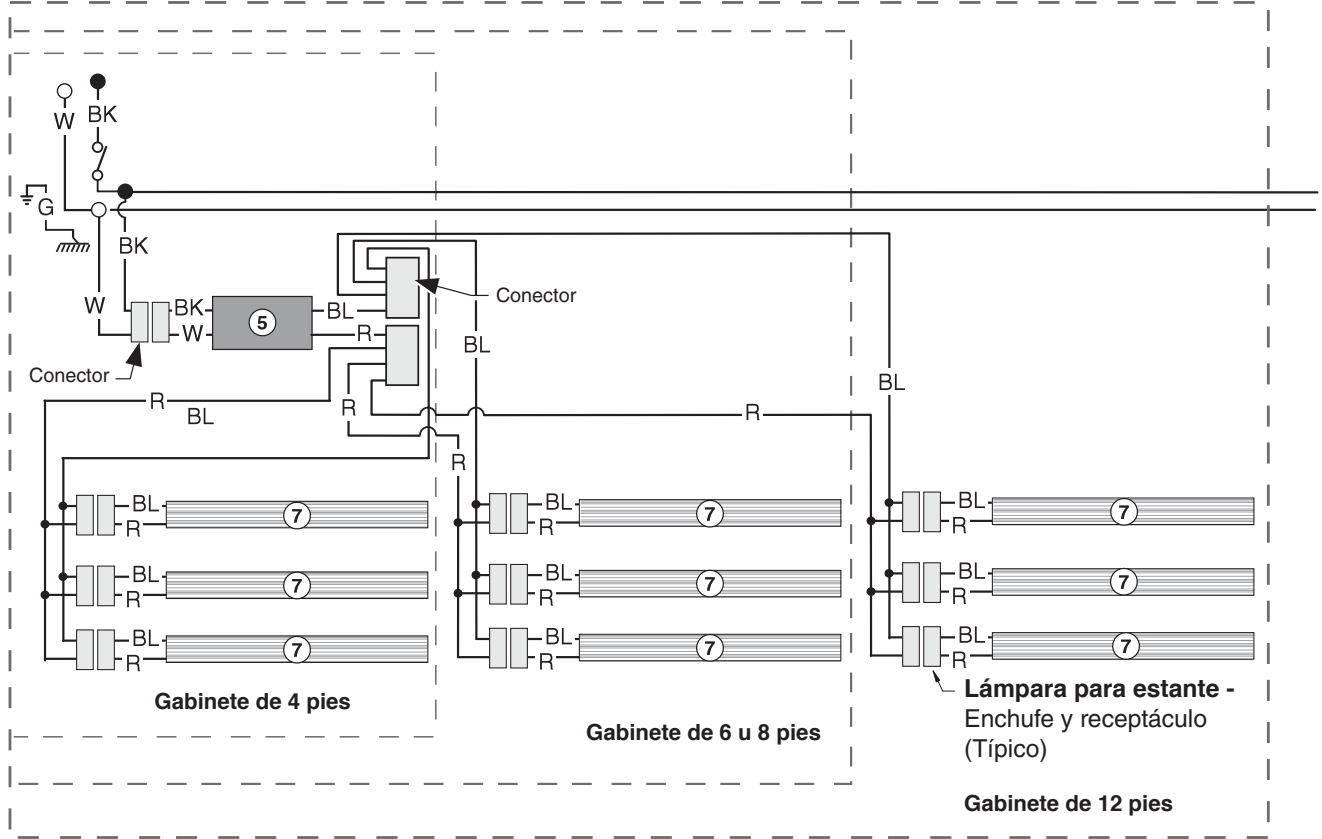 W
BK
G
BK
W
BK
W
5
BL
R
Conector
Conector
BL
BL
R
BL
R
R
R
BL
R
7
BL
R
7
BL
R
7
BL
R
7
BL
R
7
BL
R
7
BL
R
7
BL
R
7
BL
R
7
Gabinete de 4 pies
Gabinete de 6 u 8 pies
Lámpara para estante -
Enchufe y receptáculo
(Típico)
Gabinete de 12 pies